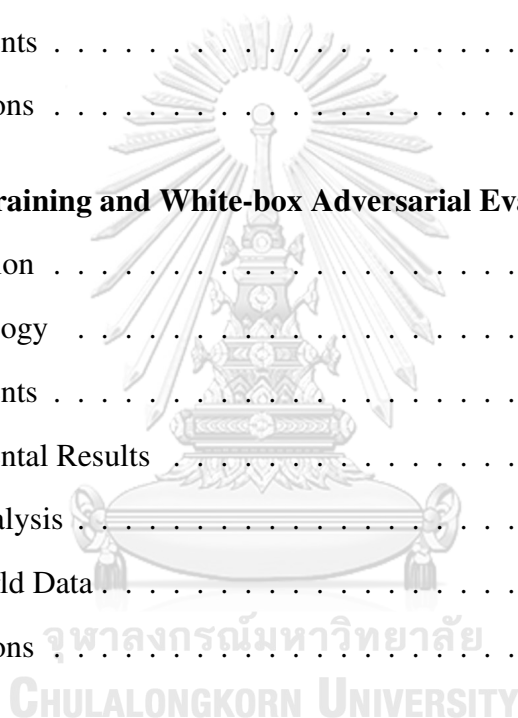 nts . . . . . . . . . . . . . . . . . . . .
ons . . . . . . . . . . . . . . . . . . . .
raining and White-box Adversarial Eva
ion . . . . . . . . . . . . . . . . . . . .
ogy . . . . . . . . . . . . . . . . . . .
nts . . . . . . . . . . . . . . . . . . . .
ntal Results . . . . . . . . . . . . . . .
alysis . . . . . . . . . . . . . . . . . . .
ld Data . . . . . . . . . . . . . . . . . .
จุฬาลงกรณ์มหาวิทยาลัย
ons . . . . . . . . . . . . . . . . . . . .
CHULALONGKORN UNIVERSITY